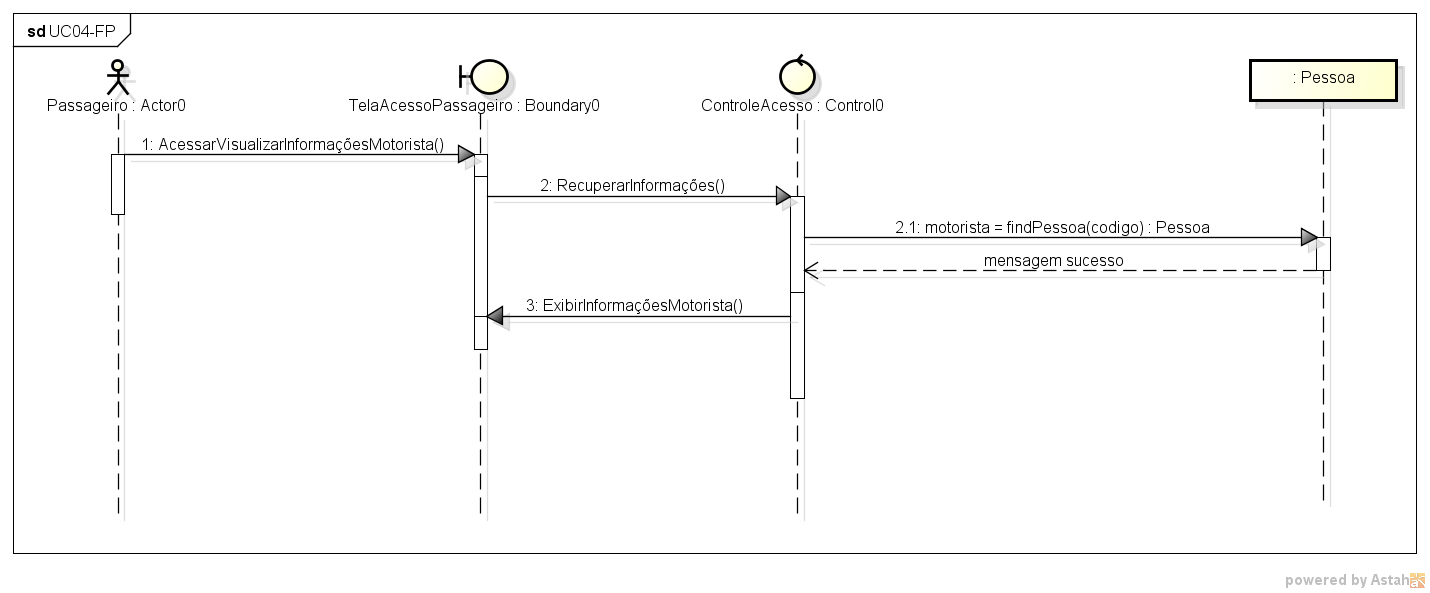 sd UC04-FP
Passageiro : Actor0
TelaAcessoPassageiro : Boundary0
ControleAcesso : Control0
: Pessoa
1: AcessarVisualizarInformaçõesMotorista()
2: RecuperarInformações()
2.1: motorista = findPessoa(codigo) : Pessoa
mensagem sucesso
3: ExibirInformaçõesMotorista()
powered by Astah